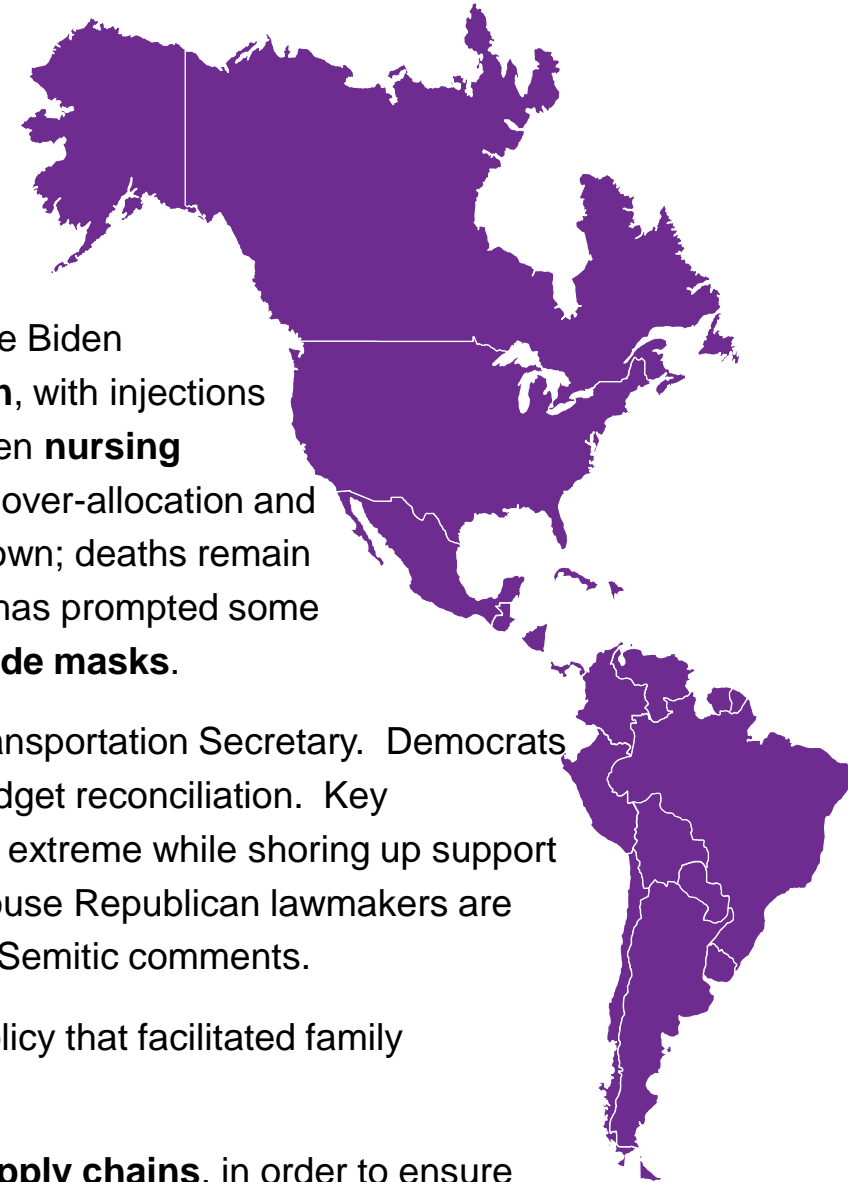 e Biden
n, with injections
en nursing
over-allocation and
own; deaths remain
has prompted some
de masks.
ansportation Secretary.  Democrats
dget reconciliation.  Key
extreme while shoring up support
ouse Republican lawmakers are
Semitic comments.
licy that facilitated family
pply chains, in order to ensure